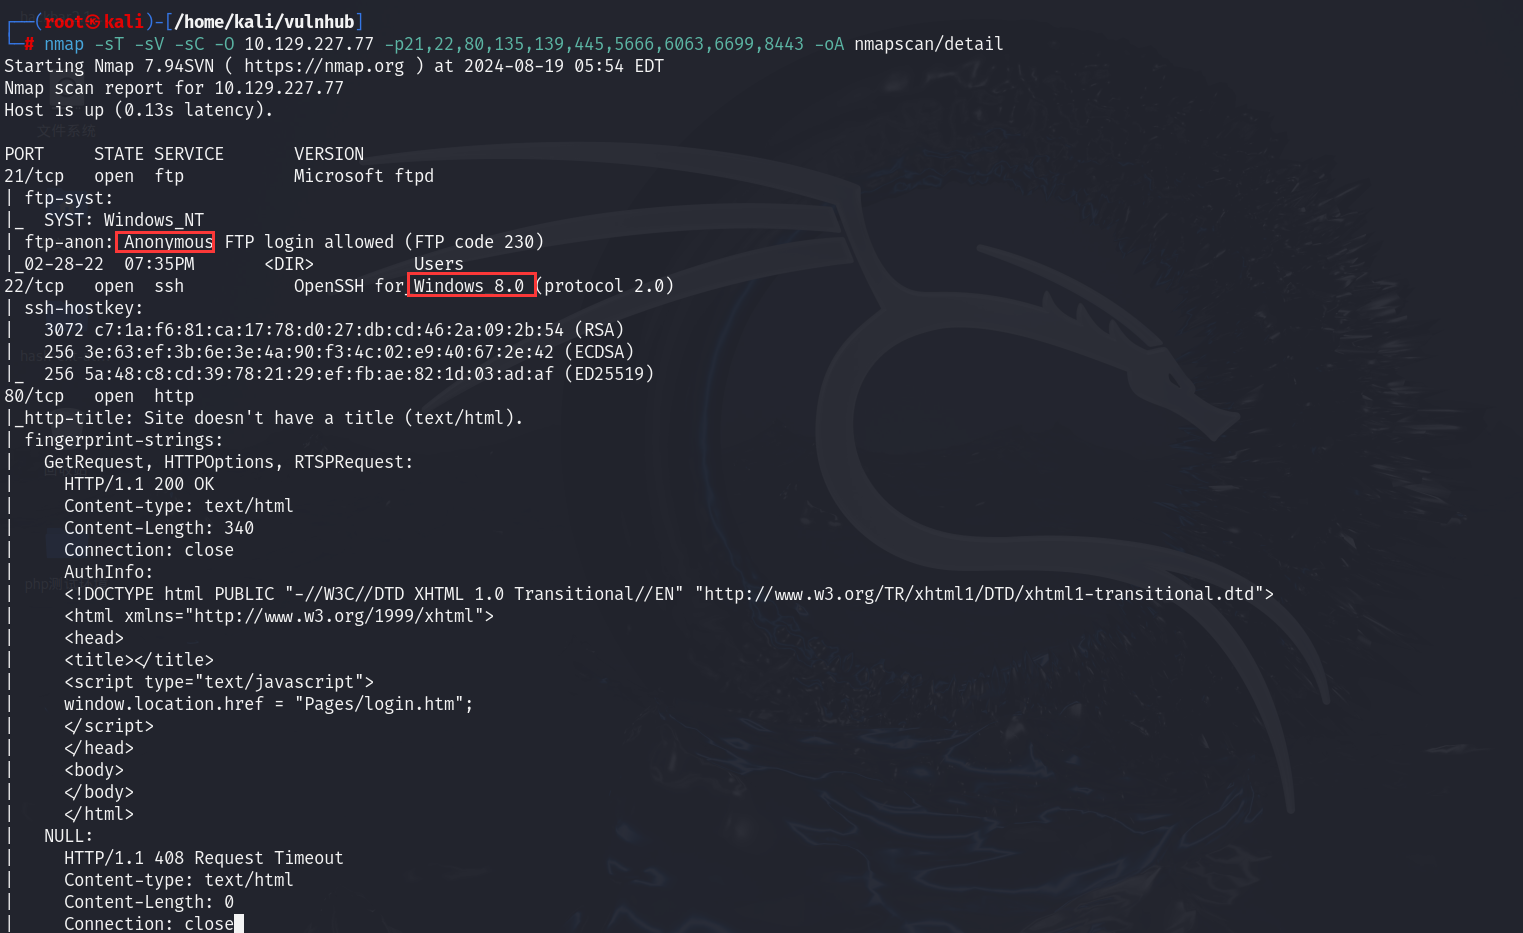 ┌──(root㉿kali)-[/home/kali/vulnhub]
└─# nmap -sT -sV -sC -O 10.129.227.77 -p21,22,80,135,139,445,5666,6063,6699,8443 -oA nmapscan/detail
Starting Nmap 7.94SVN ( https://nmap.org ) at 2024-08-19 05:54 EDT
Nmap scan report for 10.129.227.77
Host is up (0.13s latency).
文件系统
PORT     STATE SERVICE       VERSION
21/tcp   open  ftp           Microsoft ftpd
| ftp-syst:
|_  SYST: Windows_NT
| ftp-anon: Anonymous FTP login allowed (FTP code 230)
|_02-28-22  07:35PM       <DIR>          Users
22/tcp   open  ssh           OpenSSH for_Windows_8.0 (protocol 2.0)
| ssh-hostkey:
|   3072 c7:1a:f6:81:ca:17:78:d0:27:db:cd:46:2a:09:2b:54 (RSA)
|   256 3e:63:ef:3b:6e:3e:4a:90:f3:4c:02:e9:40:67:2e:42 (ECDSA)
|_  256 5a:48:c8:cd:39:78:21:29:ef:fb:ae:82:1d:03:ad:af (ED25519)
80/tcp   open  http
|_http-title: Site doesn't have a title (text/html).
| fingerprint-strings:
|   GetRequest, HTTPOptions, RTSPRequest:
|     HTTP/1.1 200 OK
|     Content-type: text/html
|     Content-Length: 340
|     Connection: close
|     AuthInfo:
|     <!DOCTYPE html PUBLIC "-//W3C//DTD XHTML 1.0 Transitional//EN" "http://www.w3.org/TR/xhtml1/DTD/xhtml1-transitional.dtd">
|     <html xmlns="http://www.w3.org/1999/xhtml">
|     <head>
|     <title></title>
|     <script type="text/javascript">
|     window.location.href = "Pages/login.htm";
|     </script>
|     </head>
|     <body>
|     </body>
|     </html>
|   NULL:
|     HTTP/1.1 408 Request Timeout
|     Content-type: text/html
|     Content-Length: 0
|     Connection: close